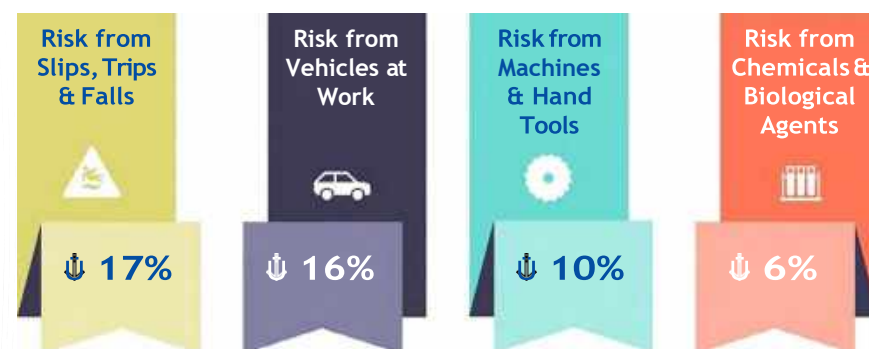 Risk from
Slips, Trips
& Falls
17%
Risk from
Vehicles at
Work
16%
Risk from
Machines
& Hand
Tools
10%
Risk from
Chemicals &
Biological
Agents
6%